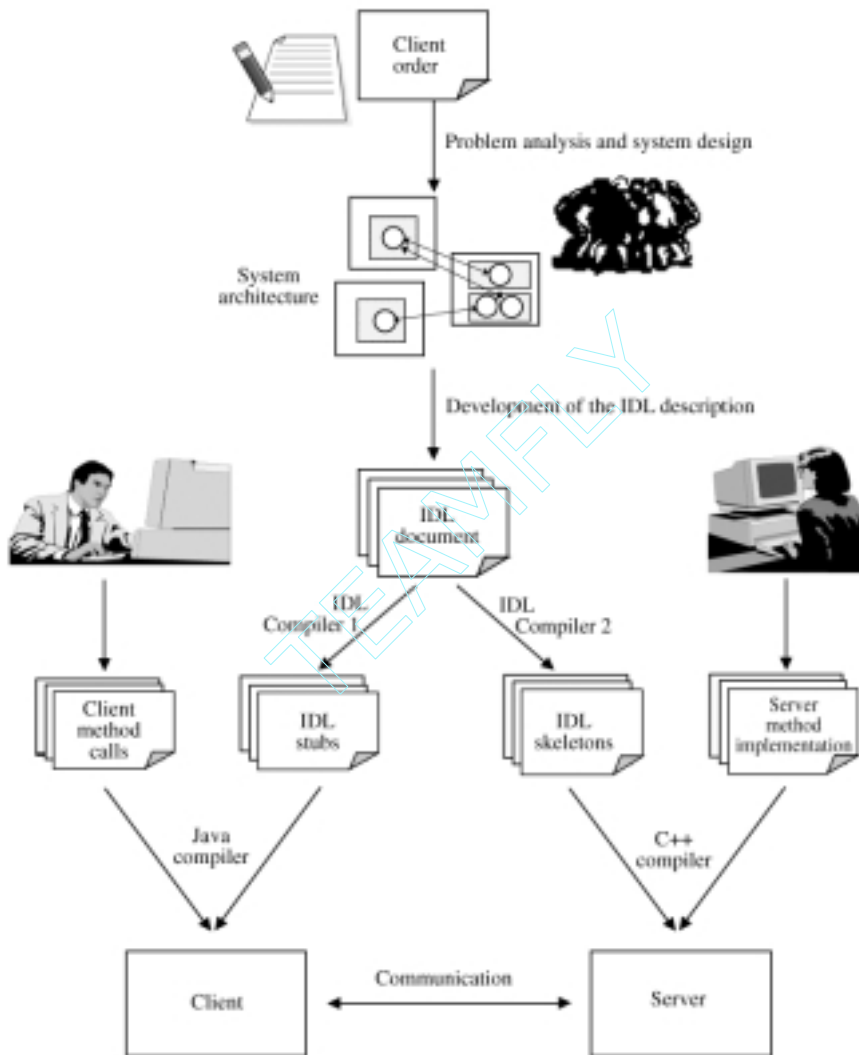 Client
order
Problem analysis and system design
System
architecture
Development of the IDL description
TEAMFLY
IDL
document
IDL
Compiler 1
IDL
Compiler 2
Client
method
calls
IDL
stubs
IDL
skeletons
Server
method
implementation
Java
compiler
C++
compiler
Client
Communication
Server